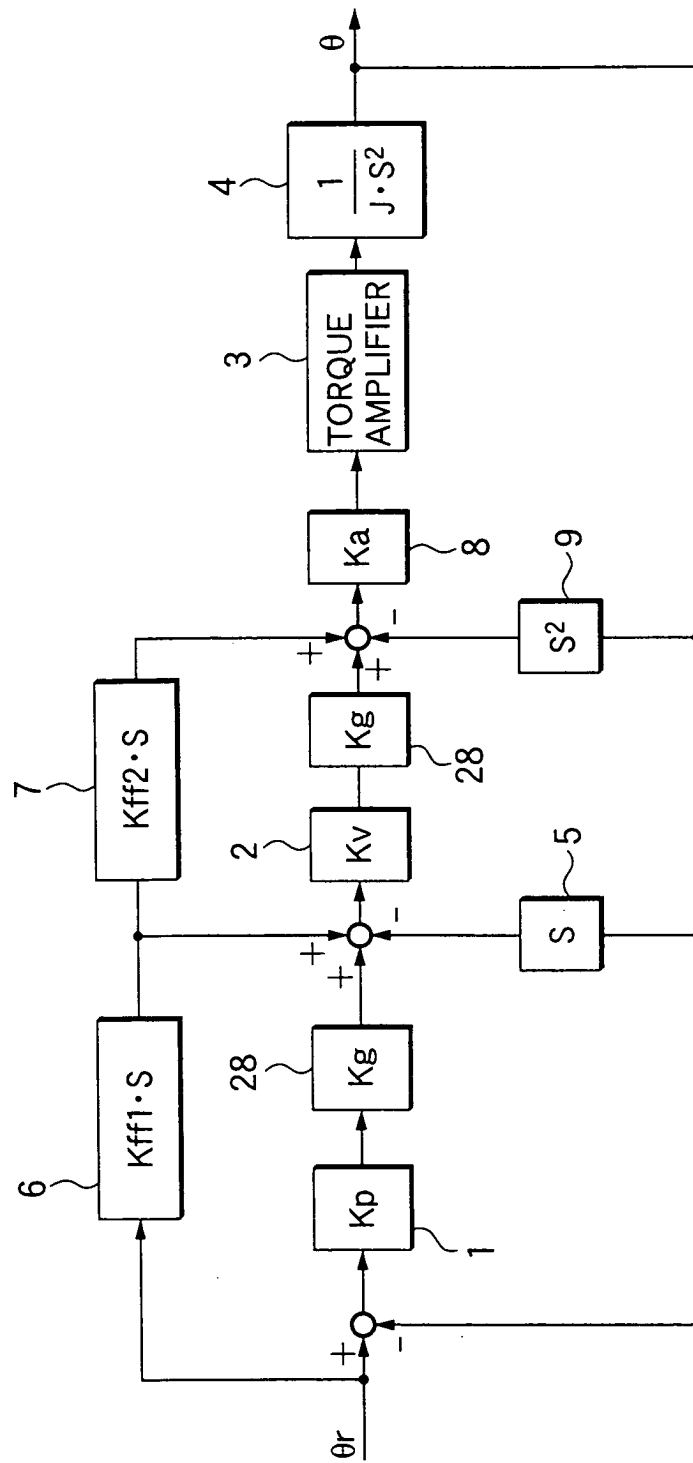 6
7
Kff1・S
Kff2・S
θr
+
−
Kp
1
28
Kg
+
+
−
2
Kv
Kg
28
+
+
−
Ka
8
3
TORQUE
AMPLIFIER
4
1
J・S²
θ
S
5
S²
9